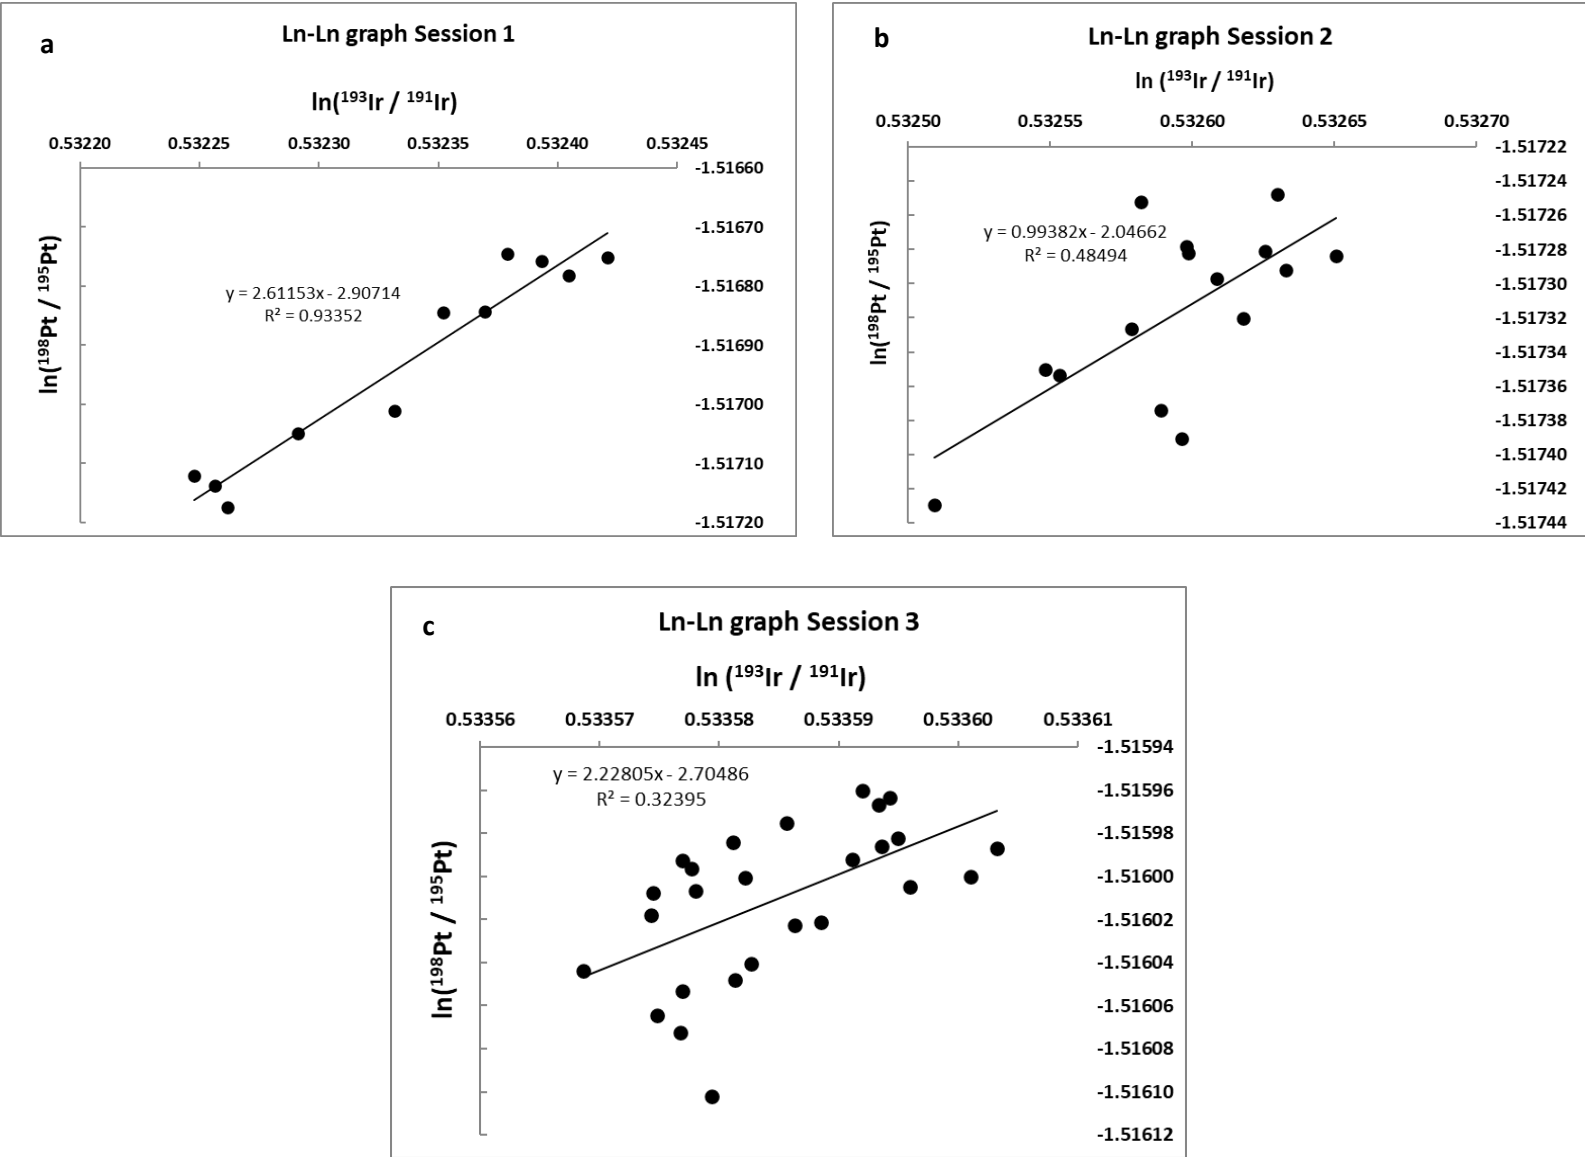 a
Ln-Ln graph Session 1
ln(¹⁹³Ir / ¹⁹¹Ir)
0.53220 0.53225 0.53230 0.53235 0.53240 0.53245
-1.51660
-1.51670
-1.51680
-1.51690
-1.51700
-1.51710
-1.51720
ln(¹⁹⁸Pt / ¹⁹⁵Pt)
y = 2.61153x - 2.90714
R² = 0.93352
b
Ln-Ln graph Session 2
ln (¹⁹³Ir / ¹⁹¹Ir)
0.53250 0.53255 0.53260 0.53265 0.53270
-1.51722
-1.51724
-1.51726
-1.51728
-1.51730
-1.51732
-1.51734
-1.51736
-1.51738
-1.51740
-1.51742
-1.51744
ln(¹⁹⁸Pt / ¹⁹⁵Pt)
y = 0.99382x - 2.04662
R² = 0.48494
c
Ln-Ln graph Session 3
ln (¹⁹³Ir / ¹⁹¹Ir)
0.53356 0.53357 0.53358 0.53359 0.53360 0.53361
-1.51594
-1.51596
-1.51598
-1.51600
-1.51602
-1.51604
-1.51606
-1.51608
-1.51610
-1.51612
ln(¹⁹⁸Pt / ¹⁹⁵Pt)
y = 2.22805x - 2.70486
R² = 0.32395